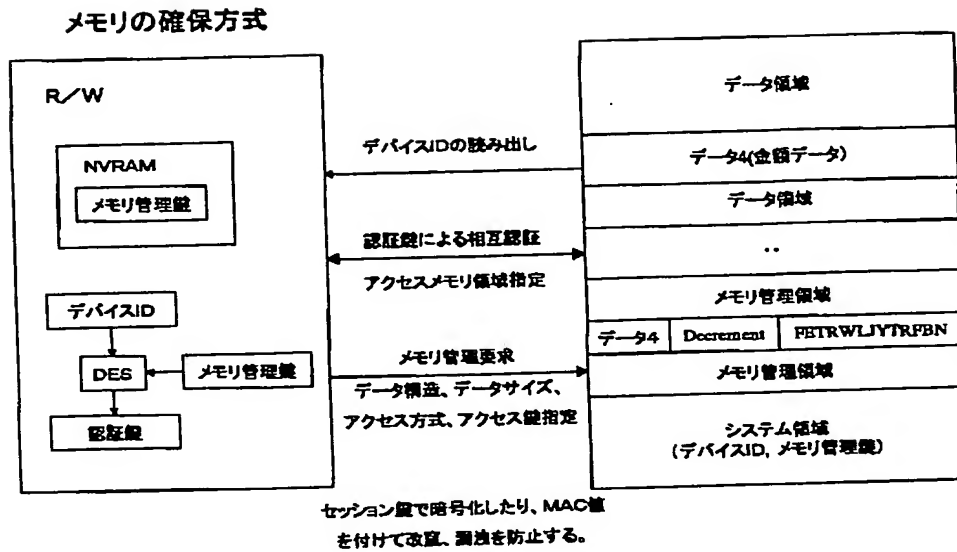 メモリの確保方式
R/W
NVRAM
メモリ管理鍵
デバイスID
DES
メモリ管理鍵
認証鍵
デバイスIDの読み出し
認証鍵による相互認証
アクセスメモリ領域指定
メモリ管理要求
データ構造、データサイズ、
アクセス方式、アクセス鍵指定
データ領域
データ4(金額データ)
データ領域
‥
メモリ管理領域
データ4 Decrement FETRWLJYTRFBN
メモリ管理領域
システム領域
(デバイスID, メモリ管理鍵)
セッション鍵で暗号化したり、MAC値
を付けて改竄、漏洩を防止する。